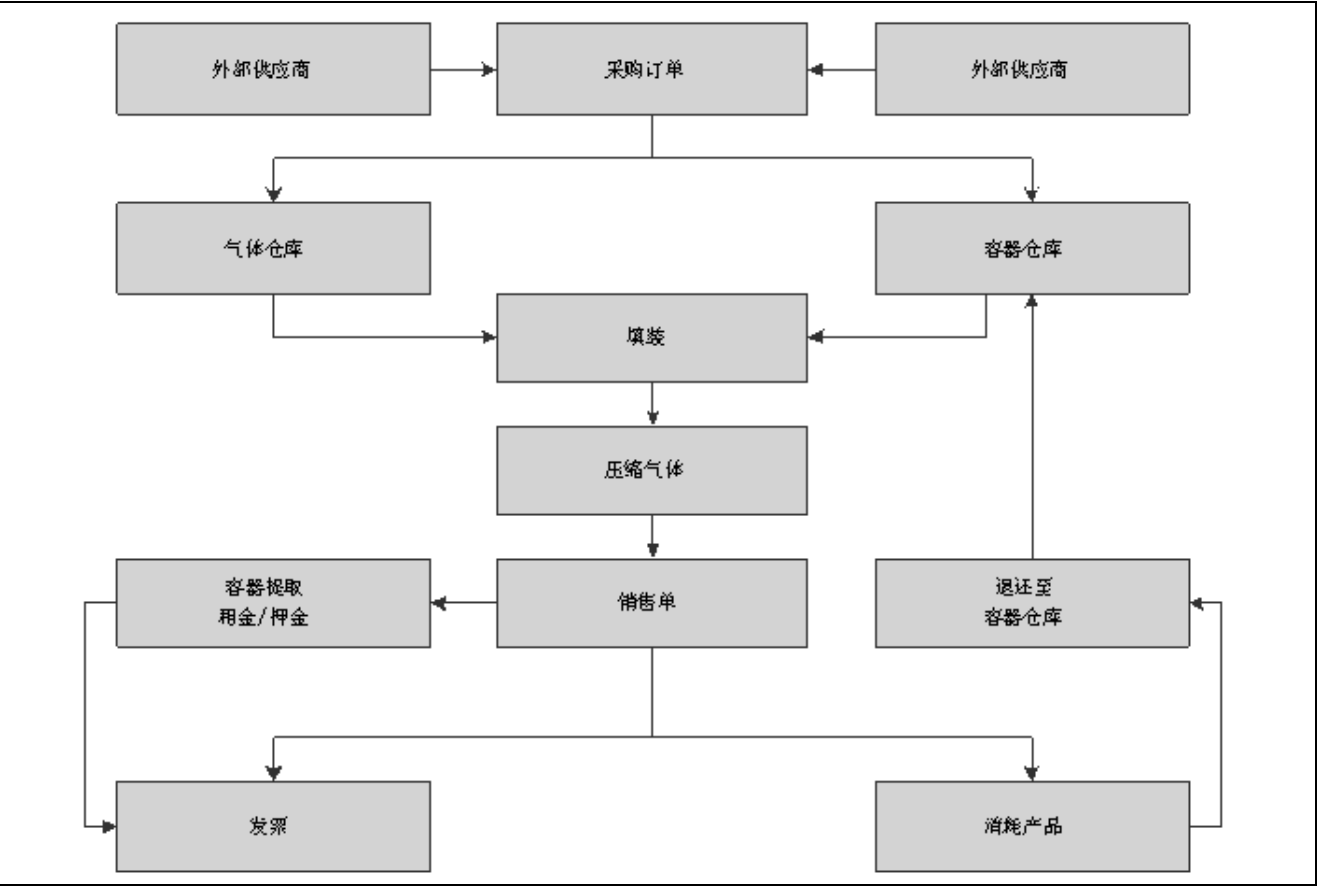 外部供应商
采购订单
外部供应商
气体仓库
容器仓库
填装
压缩气体
容器提取
租金/押金
销售单
退还至
容器仓库
发票
消耗产品